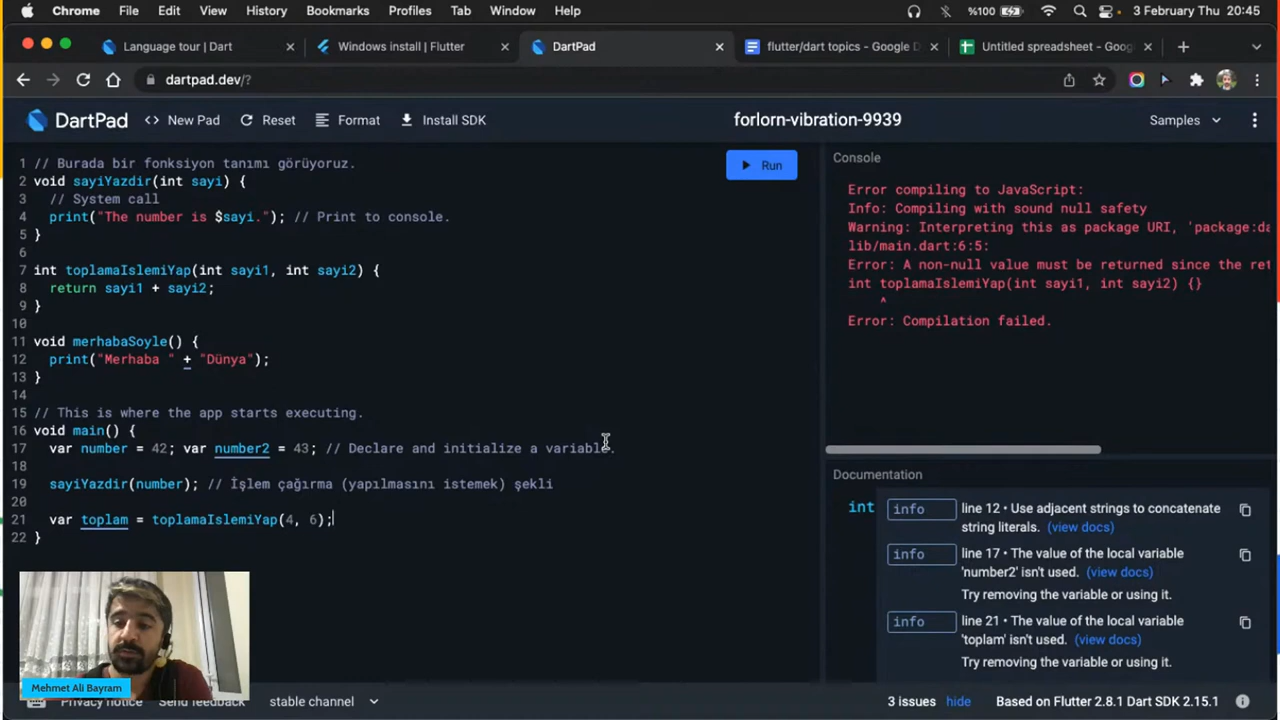 Chrome File Edit View History Bookmarks Profiles Tab Window Help %100 3 February Thu 20:45
Language tour | Dart
Windows install | Flutter
DartPad
flutter/dart topics - Google D
Untitled spreadsheet - Goog
dartpad.dev/?
DartPad
New Pad
Reset
Format
Install SDK
forlorn-vibration-9939
Samples
1 // Burada bir fonksiyon tanımı görüyoruz.
2 void sayiYazdir(int sayi) {
3 // System call
4 print("The number is $sayi."); // Print to console.
5 }
6
7 int toplamaIslemiYap(int sayi1, int sayi2) {
8 return sayi1 + sayi2;
9 }
10
11 void merhabaSoyle() {
12 print("Merhaba " + "Dünya");
13 }
14
15 // This is where the app starts executing.
16 void main() {
17 var number = 42; var number2 = 43; // Declare and initialize a variable.
18
19 sayiYazdir(number); // İşlem çağırma (yapılmasını istemek) şekli
20
21 var toplam = toplamaIslemiYap(4, 6);
22 }
Run
Console
Error compiling to JavaScript:
Info: Compiling with sound null safety
Warning: Interpreting this as package URI, 'package:da
lib/main.dart:6:5:
Error: A non-null value must be returned since the ret
int toplamaIslemiYap(int sayi1, int sayi2) {}
^
Error: Compilation failed.
Documentation
int
info line 12 • Use adjacent strings to concatenate
string literals. (view docs)
info line 17 • The value of the local variable
'number2' isn't used. (view docs)
Try removing the variable or using it.
info line 21 • The value of the local variable
'toplam' isn't used. (view docs)
Try removing the variable or using it.
Mehmet Ali Bayram
Privacy notice Send feedback stable channel
3 issues hide Based on Flutter 2.8.1 Dart SDK 2.15.1